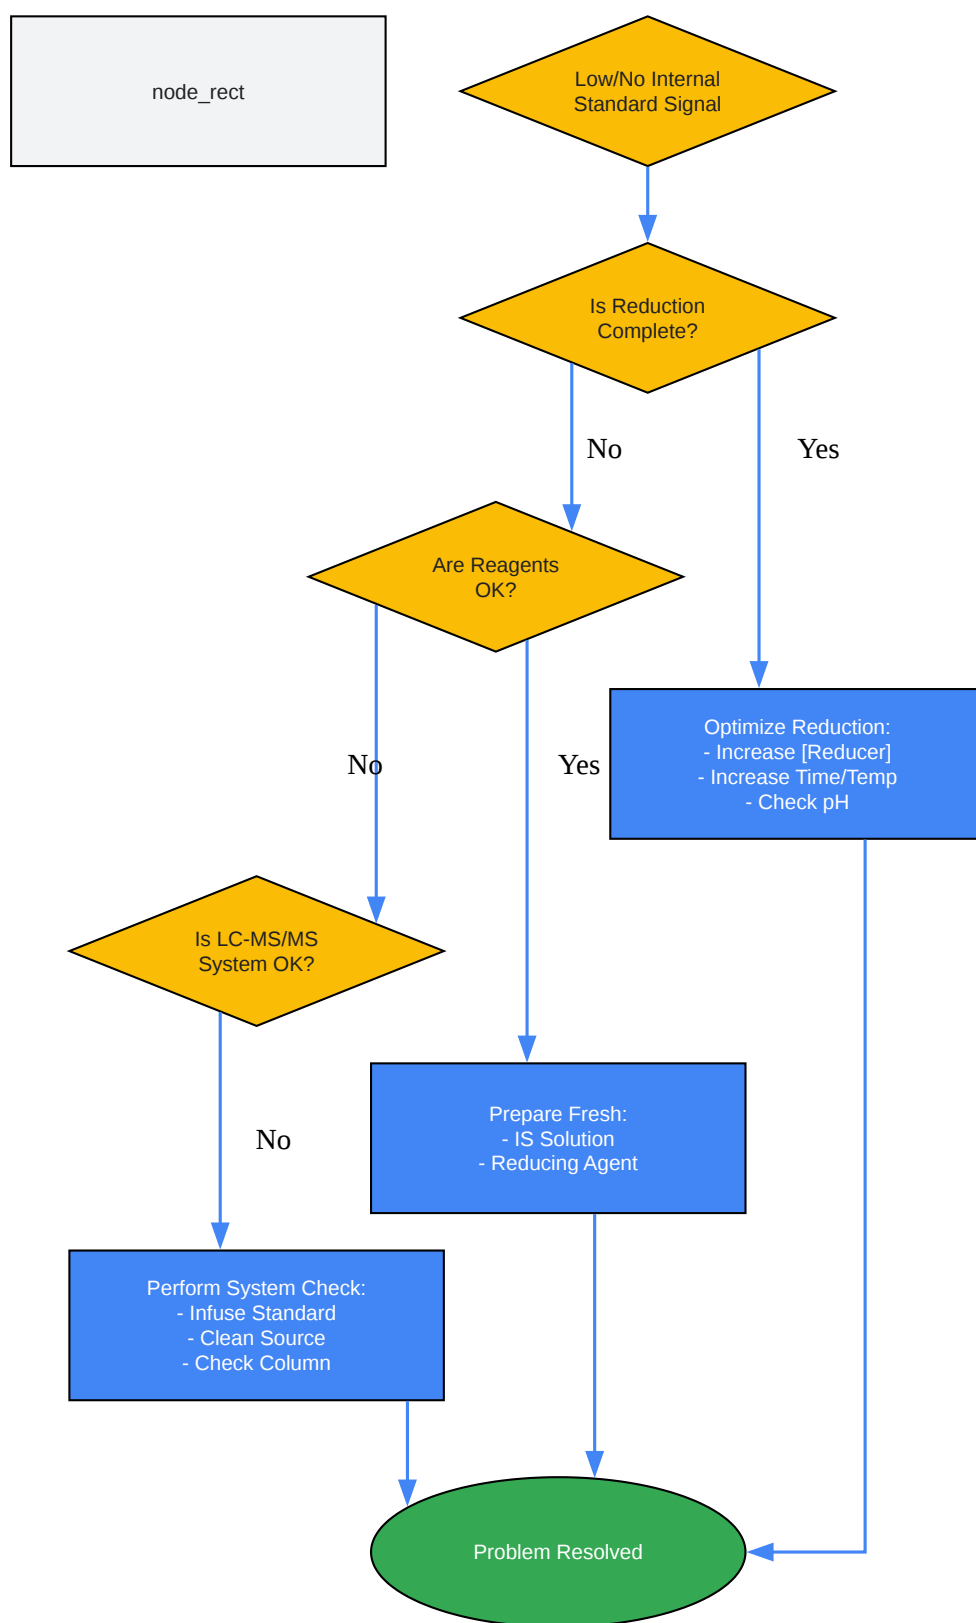 node_rect
Low/No Internal
Standard Signal
Is Reduction
Complete?
No
Yes
Are Reagents
OK?
No
Yes
Optimize Reduction:
- Increase [Reducer]
- Increase Time/Temp
- Check pH
Is LC-MS/MS
System OK?
No
Prepare Fresh:
- IS Solution
- Reducing Agent
Perform System Check:
- Infuse Standard
- Clean Source
- Check Column
Problem Resolved